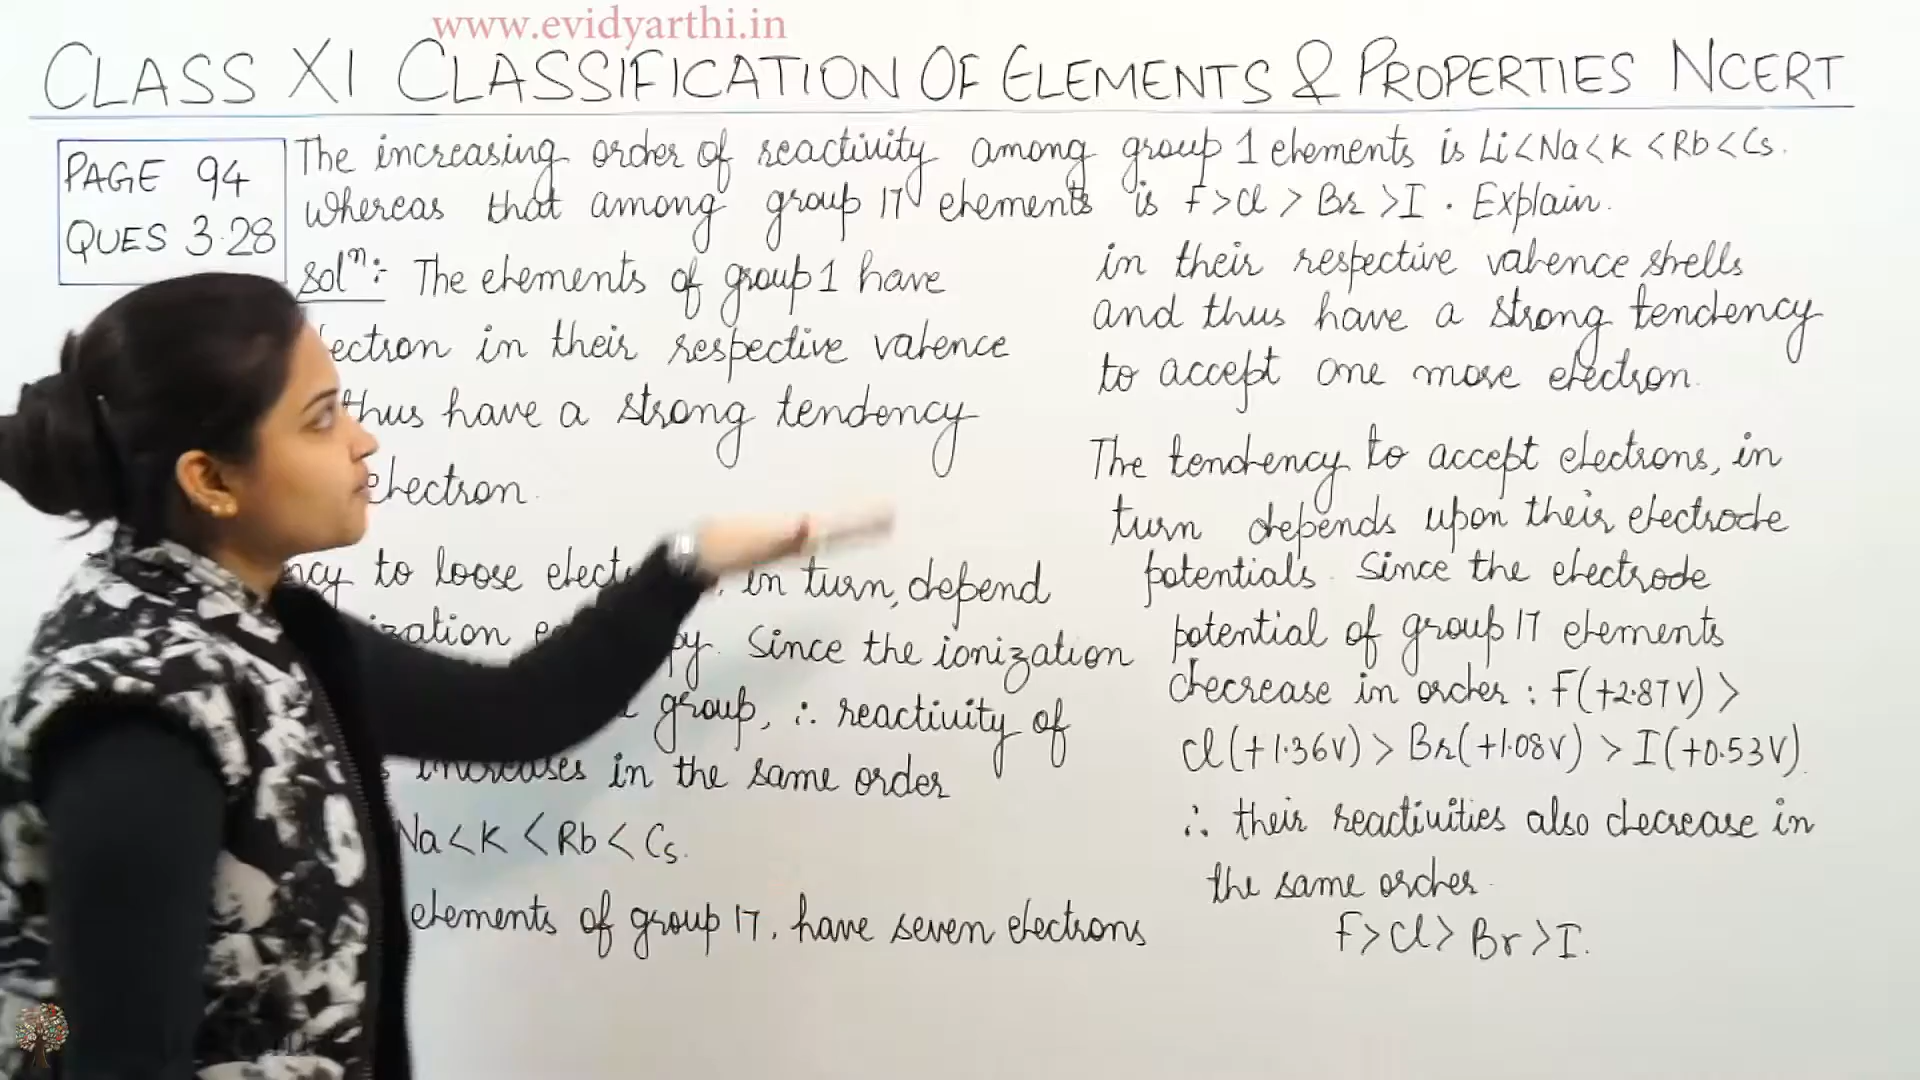 www.evidyarthi.in
CLASS XI CLASSIFICATION OF ELEMENTS & PROPERTIES NCERT
PAGE 94
QUES 3.28
The increasing order of reactivity among group 1 elements is Li<Na<K<Rb<Cs.
whereas that among group 17 elements is F>Cl>Br>I. Explain.
Solⁿ:- The elements of group 1 have
in their respective valence
thus have a strong tendency
electron.
to loose in turn, depend
Since the ionization
group, ∴ reactivity of
increases in the same order
Na<K<Rb<Cs.
elements of group 17, have seven electrons
in their respective valence shells
and thus have a strong tendency
to accept one more electron.
The tendency to accept electrons, in
turn depends upon their electrode
potentials. Since the electrode
potential of group 17 elements
decrease in order: F(+2.87V)>
Cl(+1.36V)>Br(+1.08V)>I(+0.53V).
∴ their reactivities also decrease in
the same order.
F>Cl>Br>I.